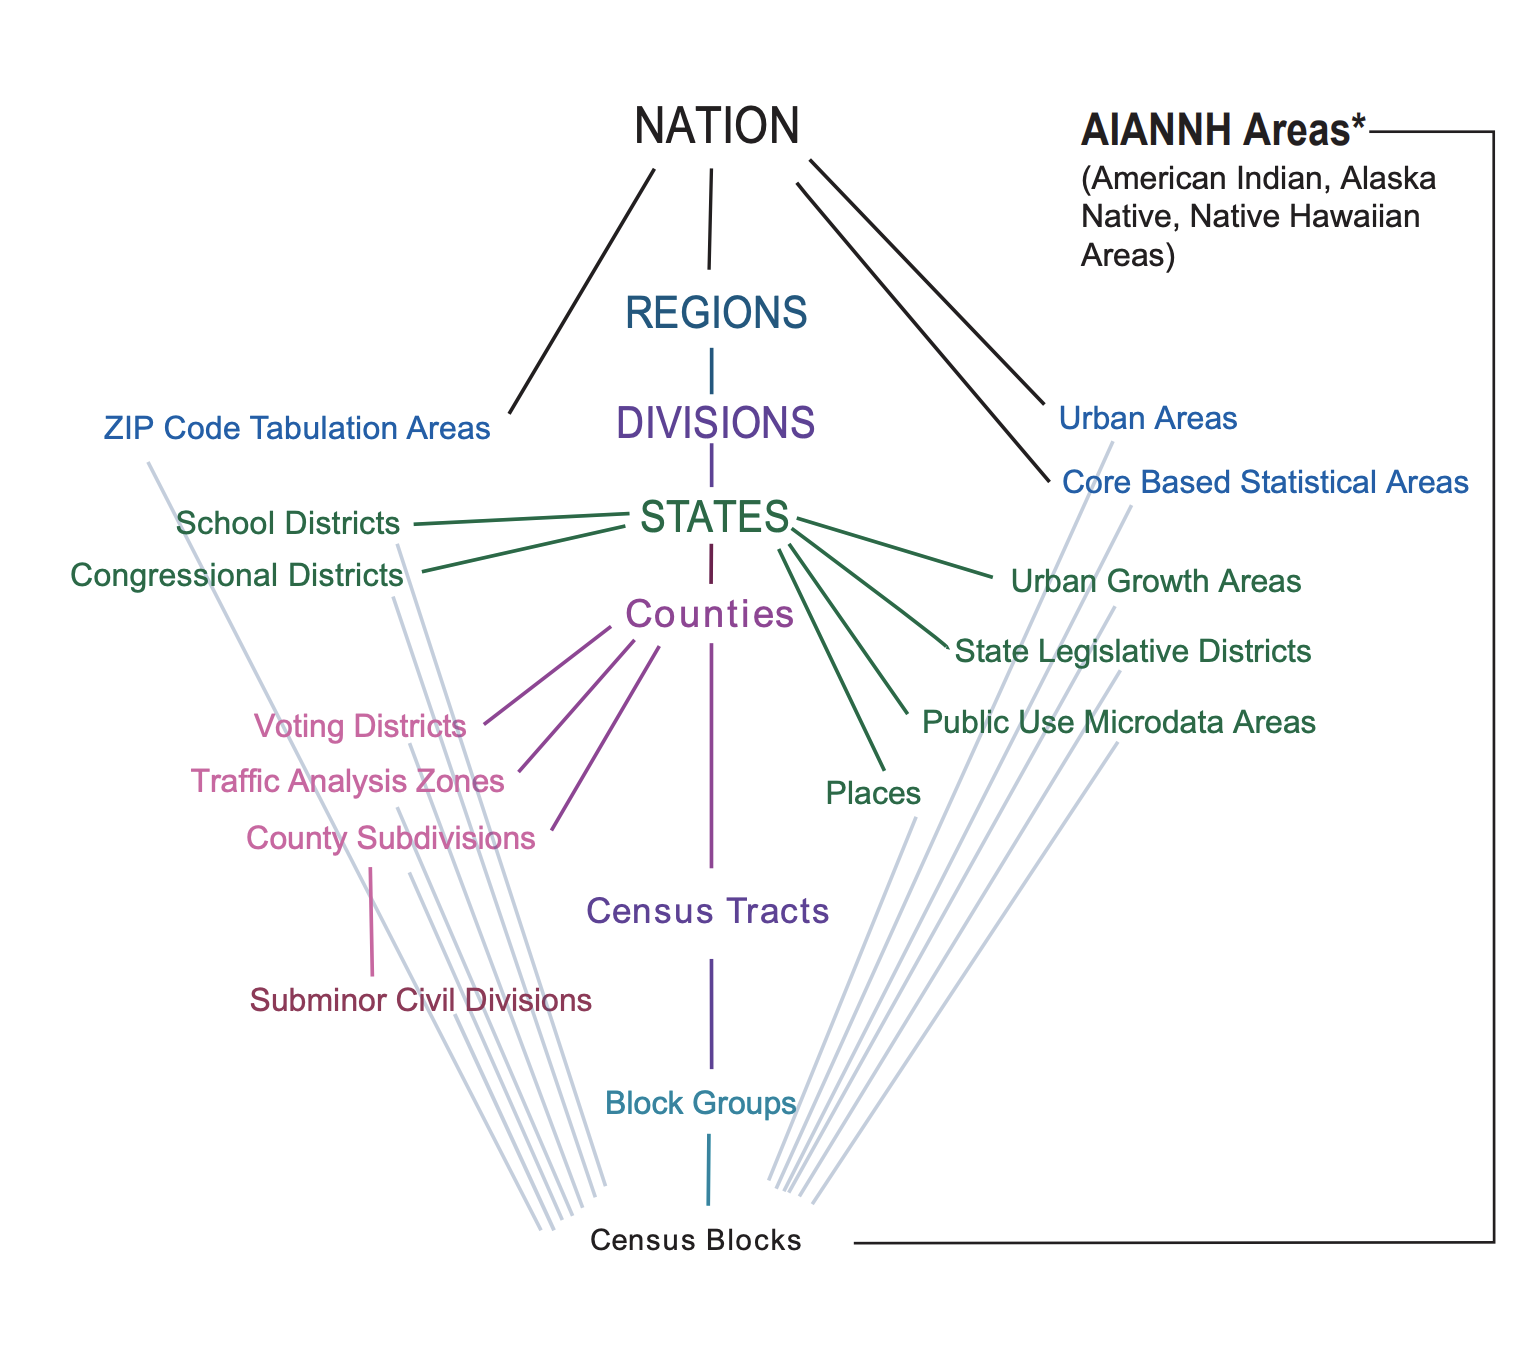 NATION
AIANNH Areas*
(American Indian, Alaska
Native, Native Hawaiian
Areas)
REGIONS
DIVISIONS
ZIP Code Tabulation Areas
Urban Areas
Core Based Statistical Areas
STATES
School Districts
Congressional Districts
Urban Growth Areas
Counties
State Legislative Districts
Voting Districts
Public Use Microdata Areas
Traffic Analysis Zones
Places
County Subdivisions
Census Tracts
Subminor Civil Divisions
Block Groups
Census Blocks